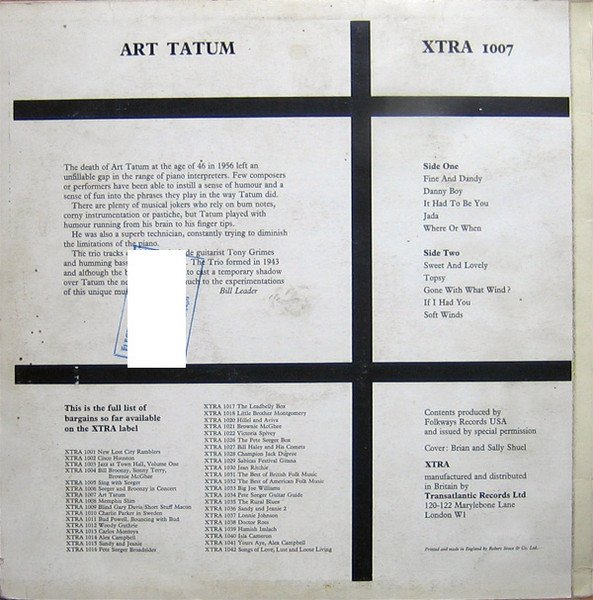 ART TATUM
XTRA 1007
The death of Art Tatum at the age of 46 in 1956 left an
unfillable gap in the range of piano interpreters. Few composers
or performers have been able to instill a sense of humour and a
sense of fun into the phrases they play in the way Tatum did.
There are plenty of musical jokers who rely on bum notes,
corny instrumentation or pastiche, but Tatum played with
humour running from his brain to his finger tips.
He was also a superb technician, constantly trying to diminish
the limitations of the piano.
The trio tracks de guitarist Tony Grimes
and humming bass The Trio formed in 1943
and although the b to cast a temporary shadow
over Tatum the no uch to the experimentations
of this unique mu Bill Leader
Side One
Fine And Dandy
Danny Boy
It Had To Be You
Jada
Where Or When
Side Two
Sweet And Lovely
Topsy
Gone With What Wind?
If I Had You
Soft Winds
This is the full list of
bargains so far available
on the XTRA label
XTRA 1001 New Lost City Ramblers
XTRA 1002 Cisco Houston
XTRA 1003 Jazz at Town Hall, Volume One
XTRA 1004 Bill Broonzy, Sonny Terry,
Brownie McGhee
XTRA 1005 Sing with Seeger
XTRA 1006 Seeger and Broonzy in Concert
XTRA 1007 Art Tatum
XTRA 1008 Memphis Slim
XTRA 1009 Blind Gary Davis/Short Stuff Macon
XTRA 1010 Charlie Parker in Sweden
XTRA 1011 Bud Powell, Bouncing with Bud
XTRA 1012 Woody Guthrie
XTRA 1013 Carlos Montoya
XTRA 1014 Alex Campbell
XTRA 1015 Sandy and Jeanie
XTRA 1016 Pete Seeger Broadsides
XTRA 1017 The Leadbelly Box
XTRA 1018 Little Brother Montgomery
XTRA 1020 Hillel and Aviva
XTRA 1021 Brownie McGhee
XTRA 1022 Victoria Spivey
XTRA 1026 The Pete Seeger Box
XTRA 1027 Bill Haley and His Comets
XTRA 1028 Champion Jack Dupree
XTRA 1029 Sabicas Festival Gitana
XTRA 1030 Jean Ritchie
XTRA 1031 The Best of British Folk Music
XTRA 1032 The Best of American Folk Music
XTRA 1033 Big Joe Williams
XTRA 1034 Pete Seeger Guitar Guide
XTRA 1035 The Rural Blues
XTRA 1036 Sandy and Jeanie 2
XTRA 1037 Lonnie Johnson
XTRA 1038 Doctor Ross
XTRA 1039 Hamish Imlach
XTRA 1040 Isla Cameron
XTRA 1041 Yours Aye, Alex Campbell
XTRA 1042 Songs of Love, Lust and Loose Living
Contents produced by
Folkways Records USA
and issued by special permission
Cover: Brian and Sally Shuel
XTRA
manufactured and distributed
in Britain by
Transatlantic Records Ltd
120-122 Marylebone Lane
London W1
Printed and made in England by Robert Stace & Co. Ltd.